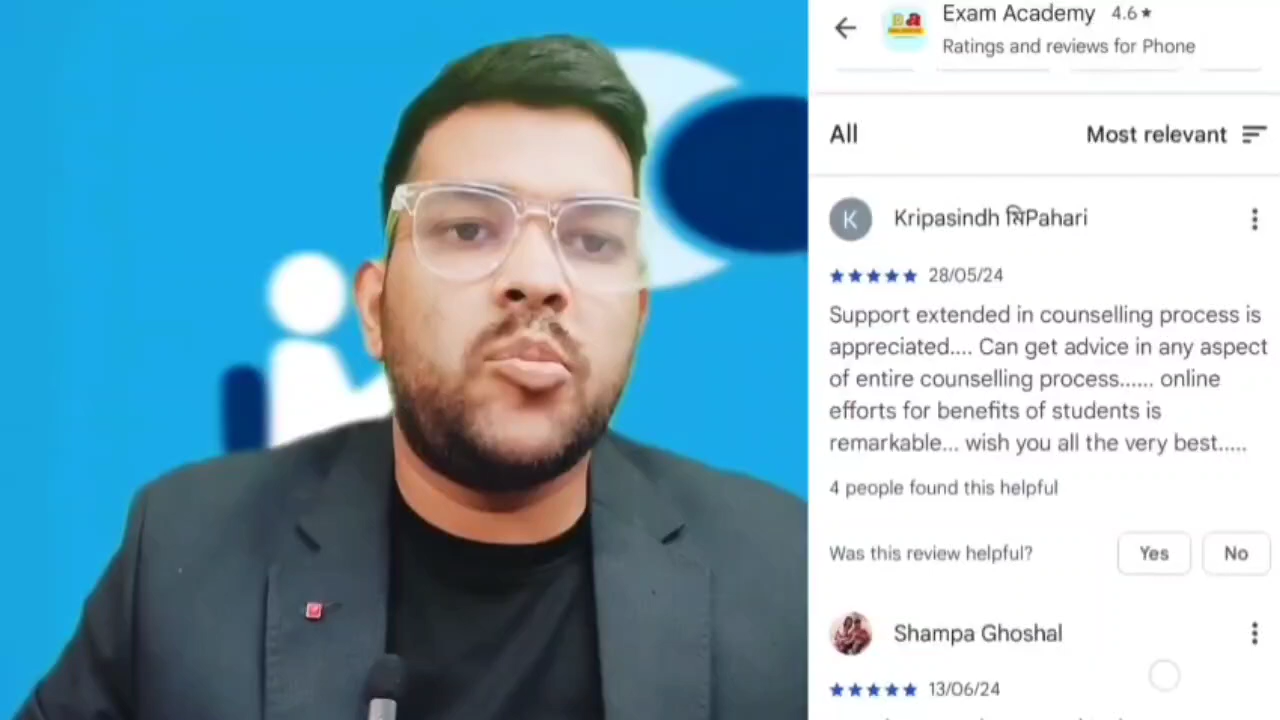 Exam Academy 4.6★
Ratings and reviews for Phone
All
Most relevant
K
Kripasindh মিPahari
★★★★★ 28/05/24
Support extended in counselling process is
appreciated.... Can get advice in any aspect
of entire counselling process...... online
efforts for benefits of students is
remarkable... wish you all the very best.....
4 people found this helpful
Was this review helpful?
Yes
No
Shampa Ghoshal
★★★★★ 13/06/24